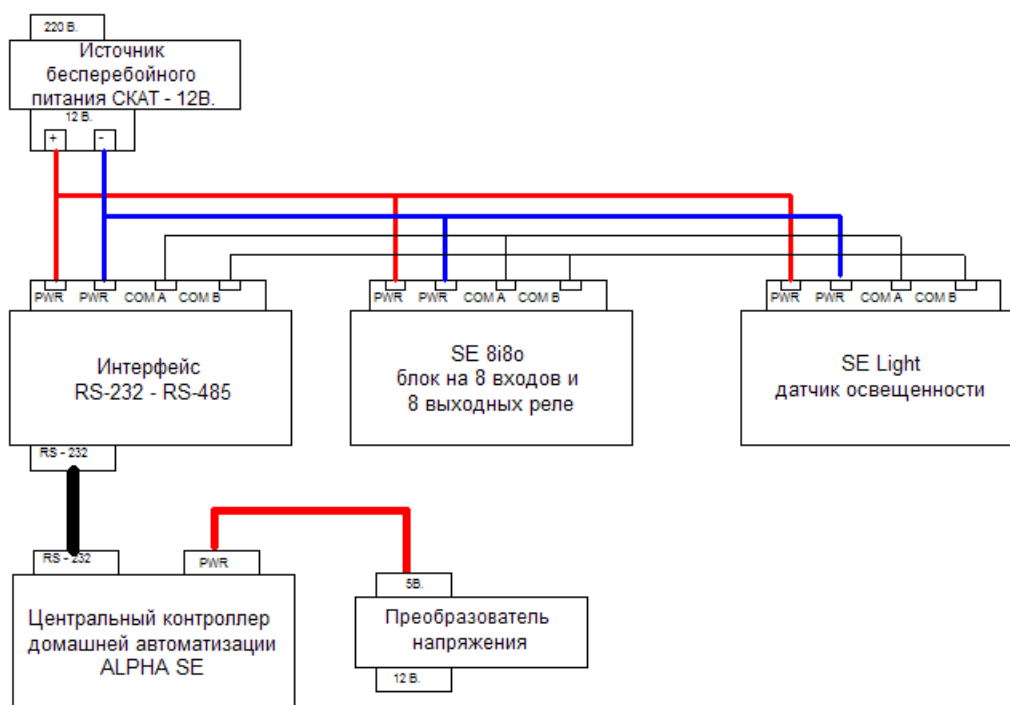 220 В.
Источник
бесперебойного
питания СКАТ - 12В.
12 В.
+ -
PWR PWR COM A COM B
PWR PWR COM A COM B
PWR PWR COM A COM B
Интерфейс
RS-232 - RS-485
SE 8i8o
блок на 8 входов и
8 выходных реле
SE Light
датчик освещенности
RS - 232
RS - 232
PWR
Центральный контроллер
домашней автоматизации
ALPHA SE
5В.
Преобразователь
напряжения
12 В.